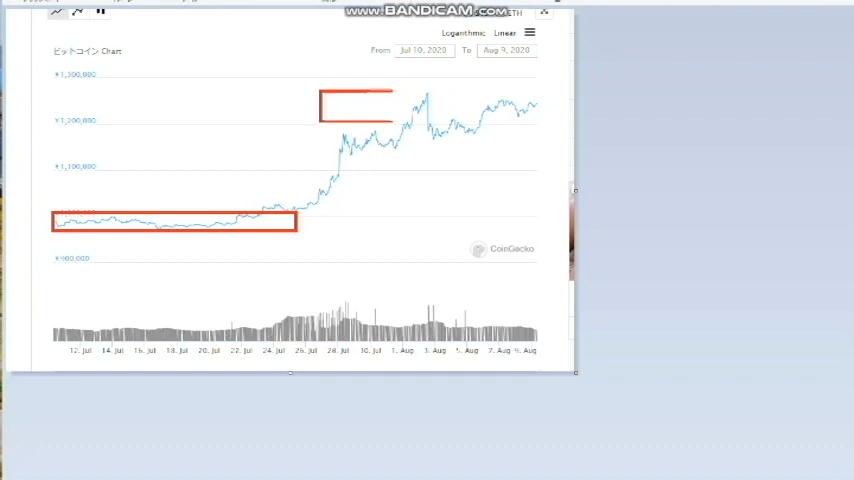 www.BANDICAM.com
ETH
Logarithmic Linear
From Jul 10, 2020 To Aug 9, 2020
ビットコイン Chart
¥1,300,000
¥1,200,000
¥1,100,000
¥900,000
CoinGecko
12. Jul 14. Jul 16. Jul 18. Jul 20. Jul 22. Jul 24. Jul 26. Jul 28. Jul 30. Jul 1. Aug 3. Aug 5. Aug 7. Aug 9. Aug